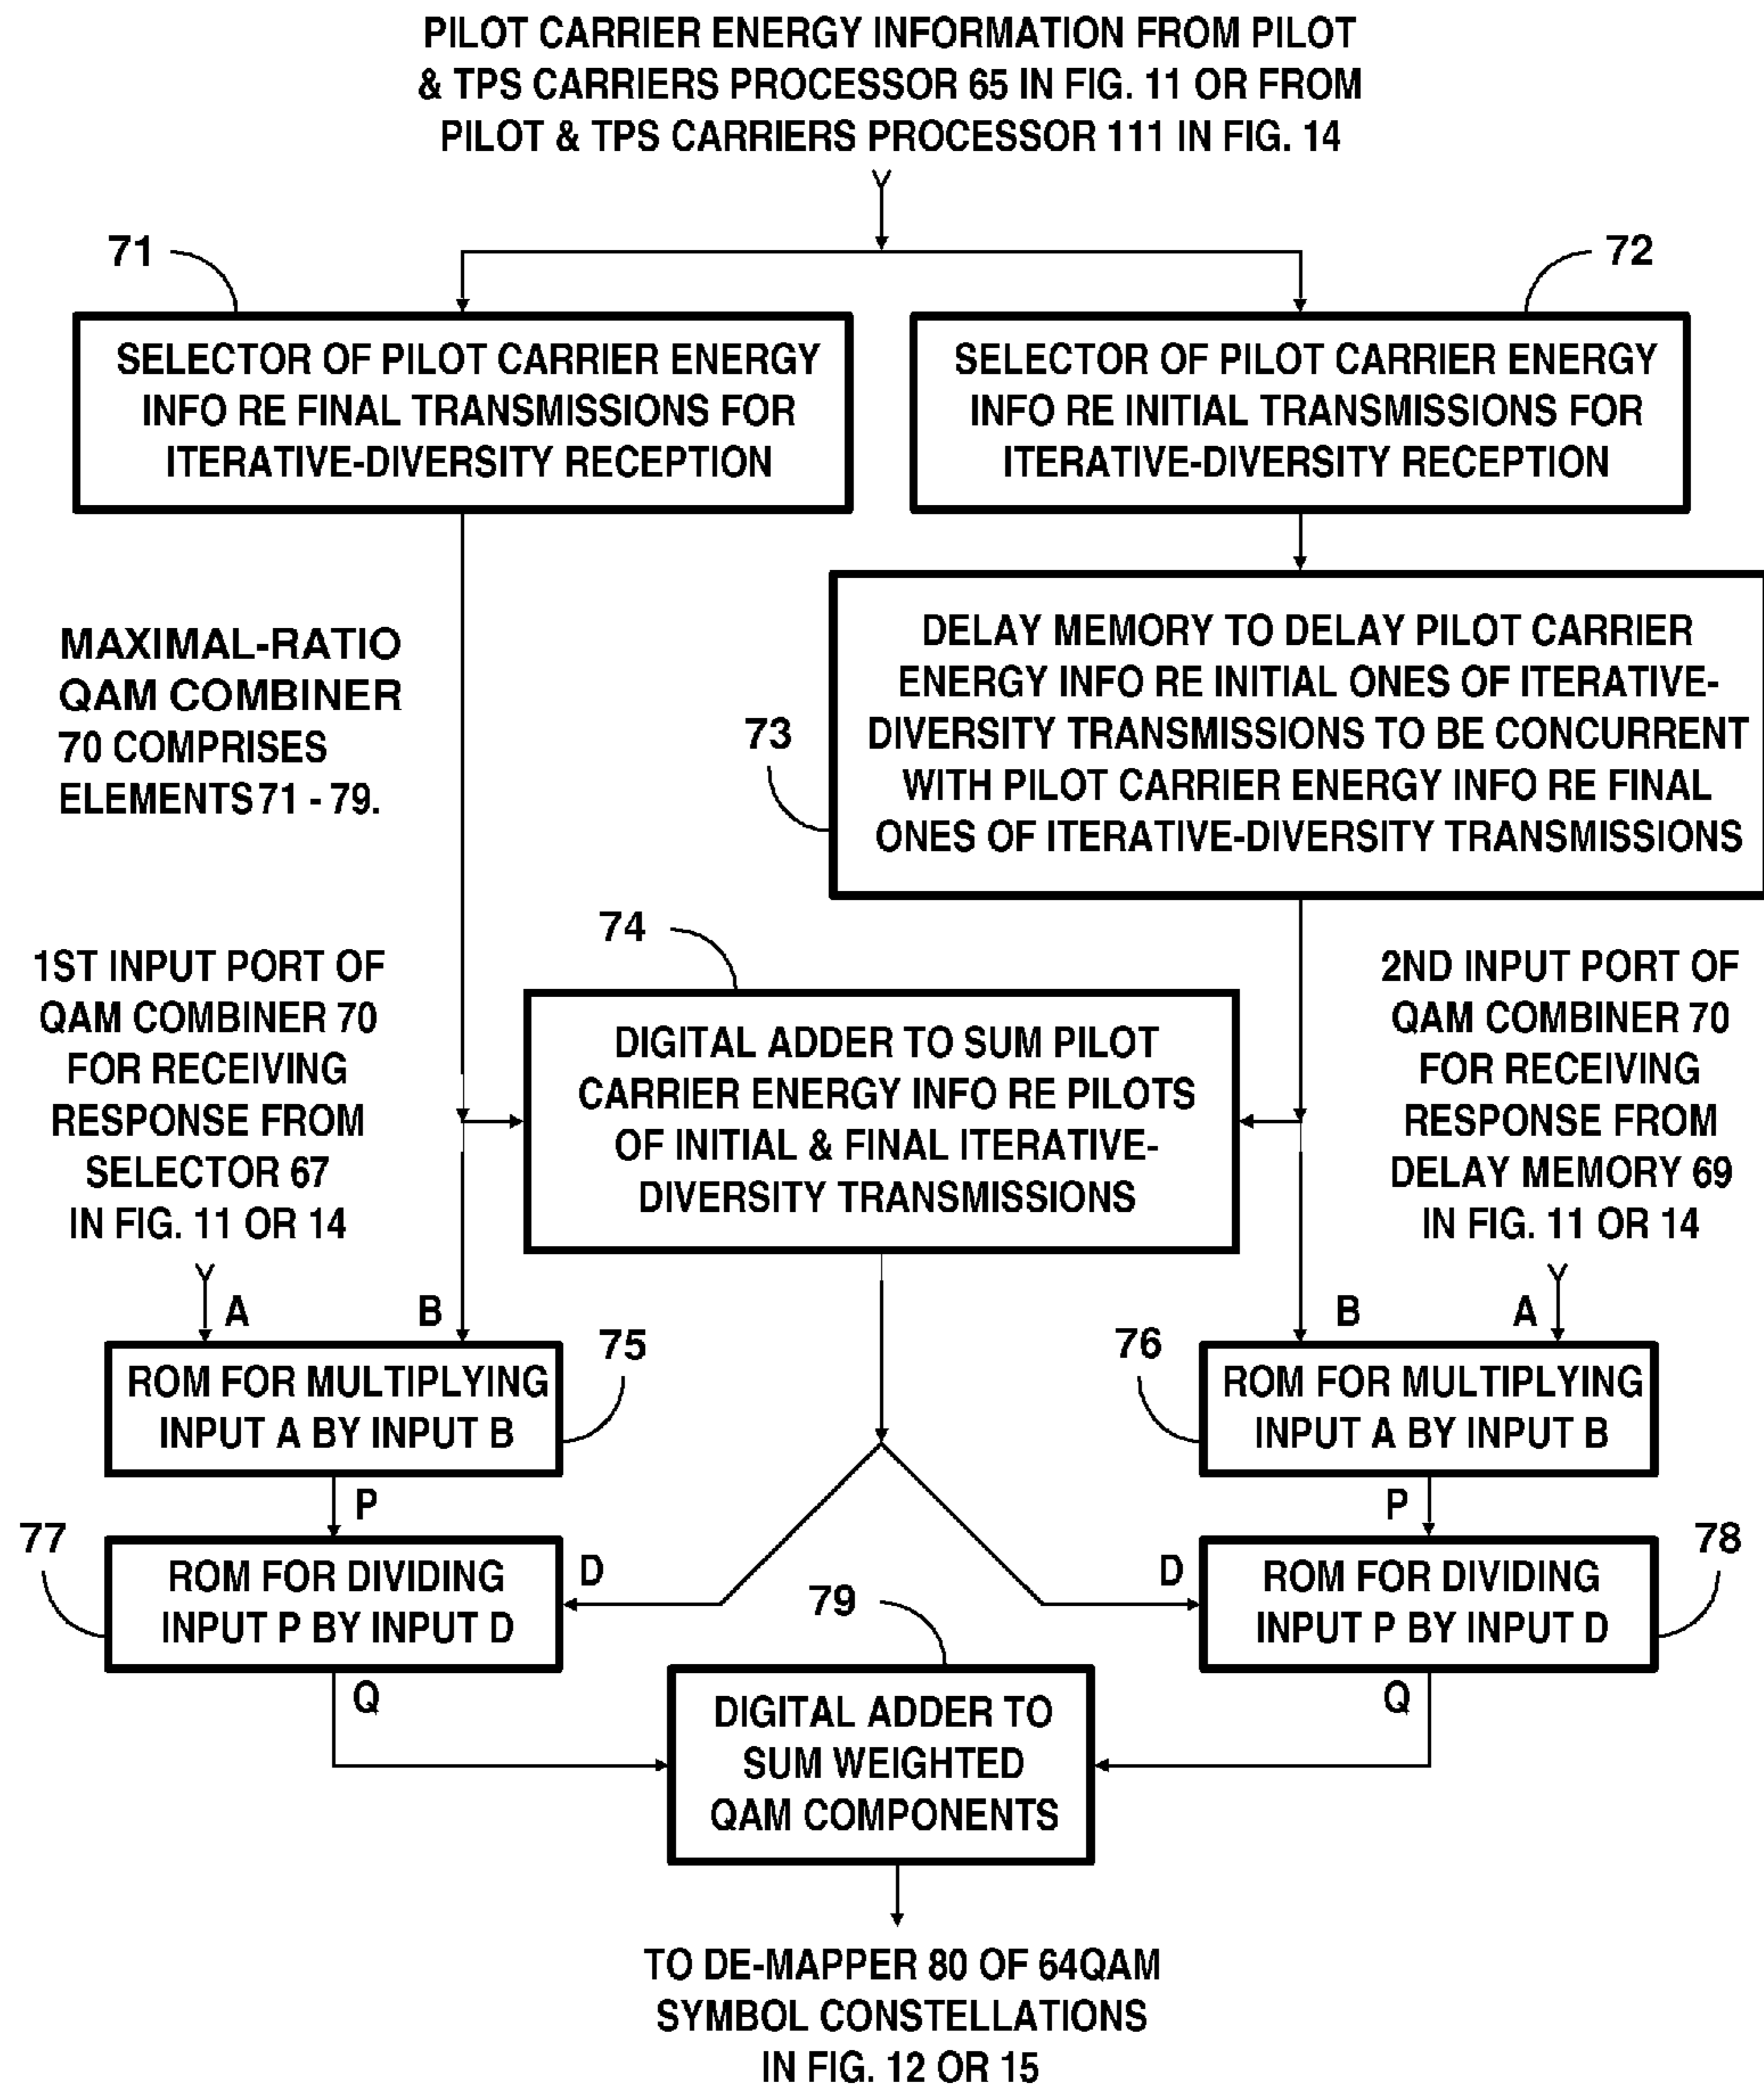 PILOT CARRIER ENERGY INFORMATION FROM PILOT
& TPS CARRIERS PROCESSOR 65 IN FIG. 11 OR FROM
PILOT & TPS CARRIERS PROCESSOR 111 IN FIG. 14
71
72
SELECTOR OF PILOT CARRIER ENERGY
INFO RE FINAL TRANSMISSIONS FOR
ITERATIVE-DIVERSITY RECEPTION
SELECTOR OF PILOT CARRIER ENERGY
INFO RE INITIAL TRANSMISSIONS FOR
ITERATIVE-DIVERSITY RECEPTION
MAXIMAL-RATIO
QAM COMBINER
70 COMPRISES
ELEMENTS 71 - 79.
73
DELAY MEMORY TO DELAY PILOT CARRIER
ENERGY INFO RE INITIAL ONES OF ITERATIVE-
DIVERSITY TRANSMISSIONS TO BE CONCURRENT
WITH PILOT CARRIER ENERGY INFO RE FINAL
ONES OF ITERATIVE-DIVERSITY TRANSMISSIONS
74
1ST INPUT PORT OF
QAM COMBINER 70
FOR RECEIVING
RESPONSE FROM
SELECTOR 67
IN FIG. 11 OR 14
DIGITAL ADDER TO SUM PILOT
CARRIER ENERGY INFO RE PILOTS
OF INITIAL & FINAL ITERATIVE-
DIVERSITY TRANSMISSIONS
2ND INPUT PORT OF
QAM COMBINER 70
FOR RECEIVING
RESPONSE FROM
DELAY MEMORY 69
IN FIG. 11 OR 14
A
B
B
A
75
76
ROM FOR MULTIPLYING
INPUT A BY INPUT B
ROM FOR MULTIPLYING
INPUT A BY INPUT B
P
P
77
78
ROM FOR DIVIDING
INPUT P BY INPUT D
D
D
ROM FOR DIVIDING
INPUT P BY INPUT D
79
Q
Q
DIGITAL ADDER TO
SUM WEIGHTED
QAM COMPONENTS
TO DE-MAPPER 80 OF 64QAM
SYMBOL CONSTELLATIONS
IN FIG. 12 OR 15